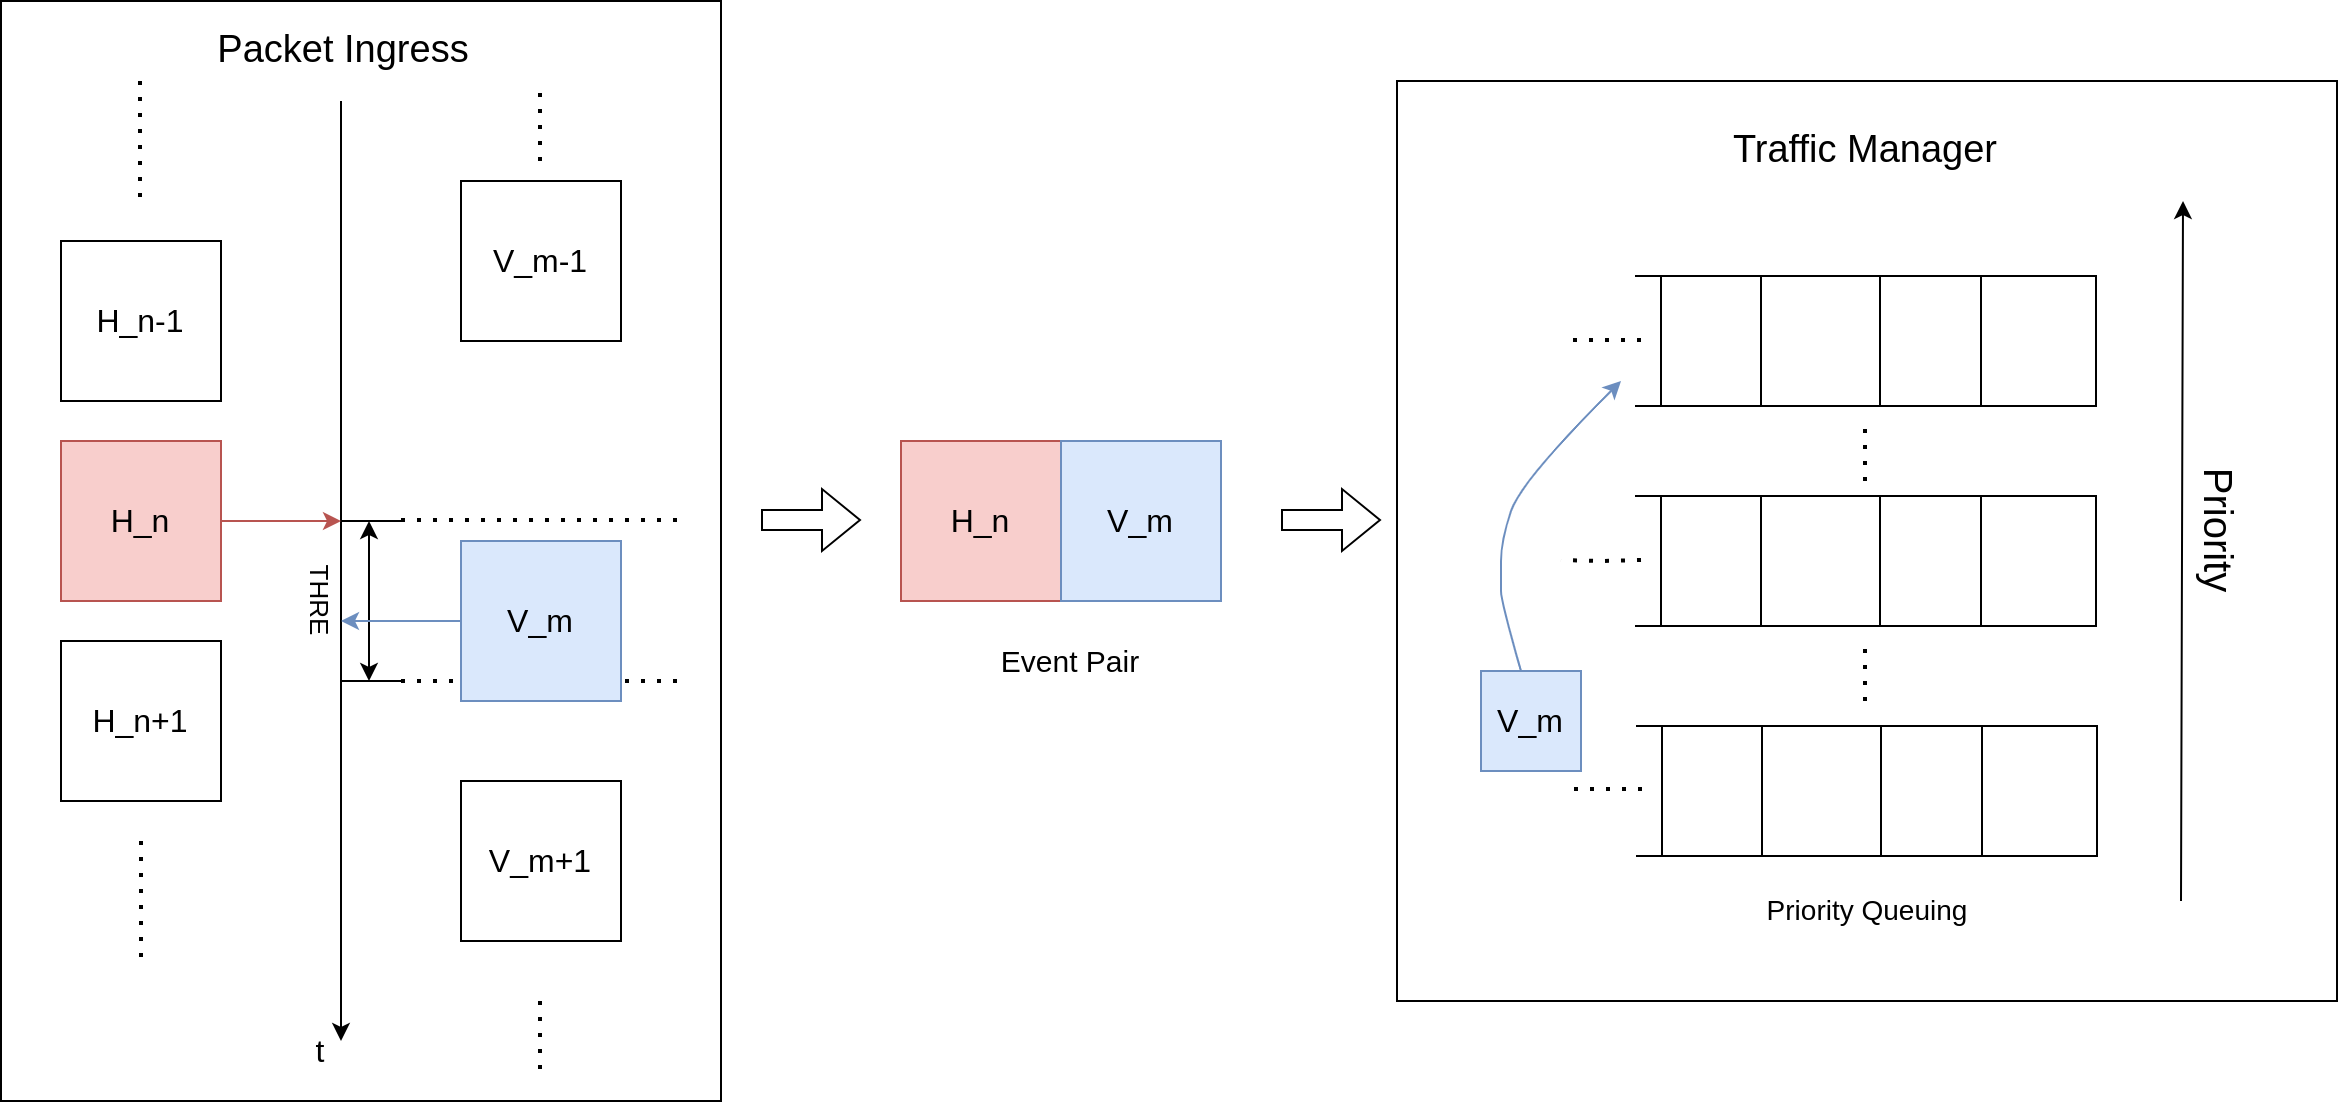 Packet Ingress
V_m-1
H_n-1
H_n
THRE
V_m
H_n+1
V_m+1
t
H_n
V_m
Event Pair
Traffic Manager
Priority
V_m
Priority Queuing